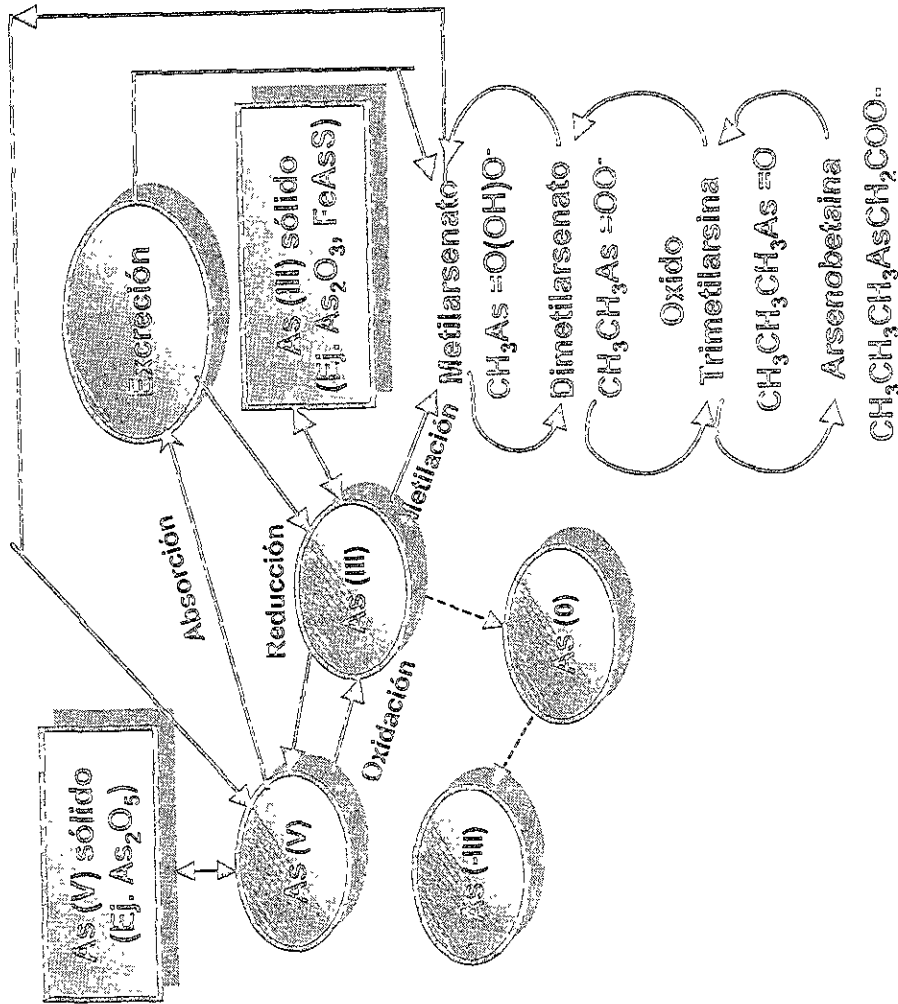 As (V) sólido
(Ej. As₂O₅)
Absorción
Excreción
As (V)
Reducción
Oxidación
As (III)
As (III) sólido
(Ej. As₂O₃, FeAsS)
Metilación
As (-III)
As (0)
Metilarsenato
CH₃As =O(OH)O⁻
Dimetilarsenato
CH₃CH₃As =OO⁻
Oxido
Trimetilarsina
CH₃CH₃CH₃As =O
Arsenobetaina
CH₃CH₃CH₃AsCH₂COO--